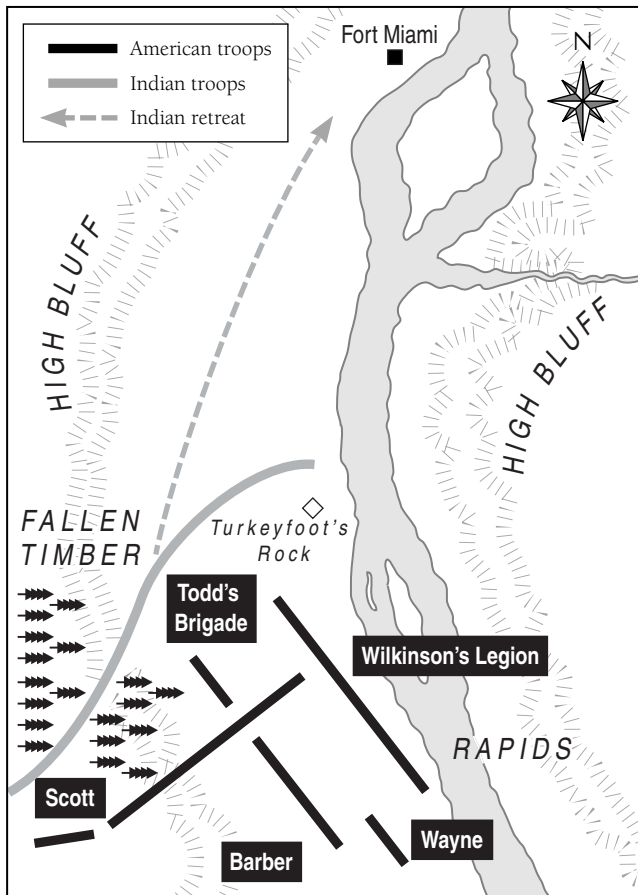 American troops
Indian troops
Indian retreat
Fort Miami
N
HIGH BLUFF
HIGH BLUFF
FALLEN
TIMBER
Turkeyfoot's
Rock
Todd's
Brigade
Wilkinson's Legion
RAPIDS
Scott
Wayne
Barber